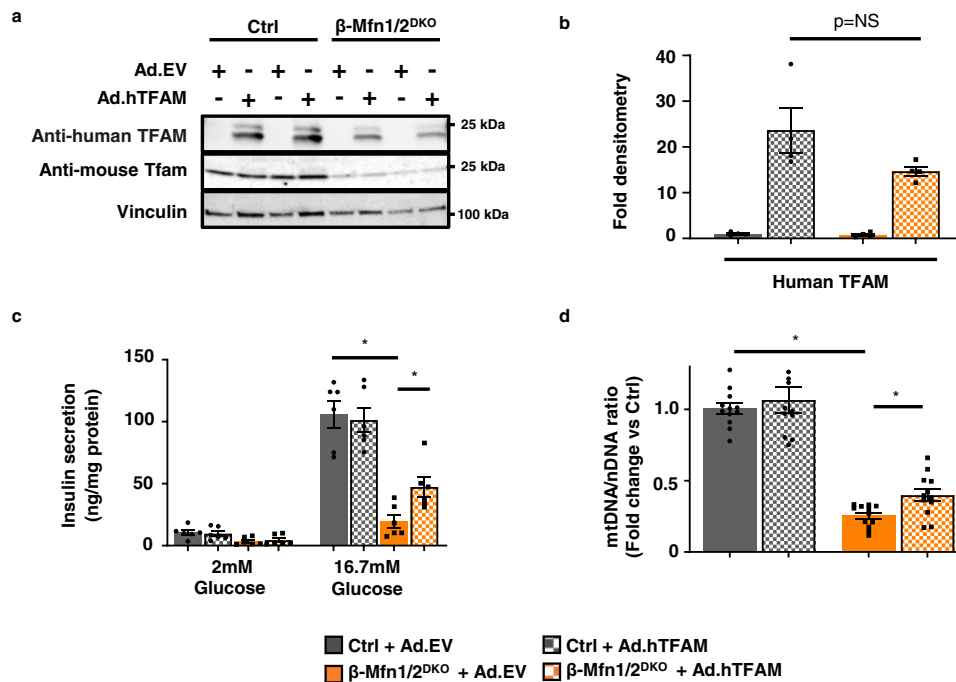 a
Ctrl β-Mfn1/2DKO
Ad.EV + - + - + - + -
Ad.hTFAM - + - + - + - +
Anti-human TFAM 25 kDa
Anti-mouse Tfam 25 kDa
Vinculin 100 kDa
b
p=NS
Fold densitometry
40
30
20
10
0
Human TFAM
c
Insulin secretion
(ng/mg protein)
150
100
50
0
* *
2mM
Glucose
16.7mM
Glucose
d
mtDNA/nDNA ratio
(Fold change vs Ctrl)
1.0
0.5
0
* *
Ctrl + Ad.EV Ctrl + Ad.hTFAM
β-Mfn1/2DKO + Ad.EV β-Mfn1/2DKO + Ad.hTFAM